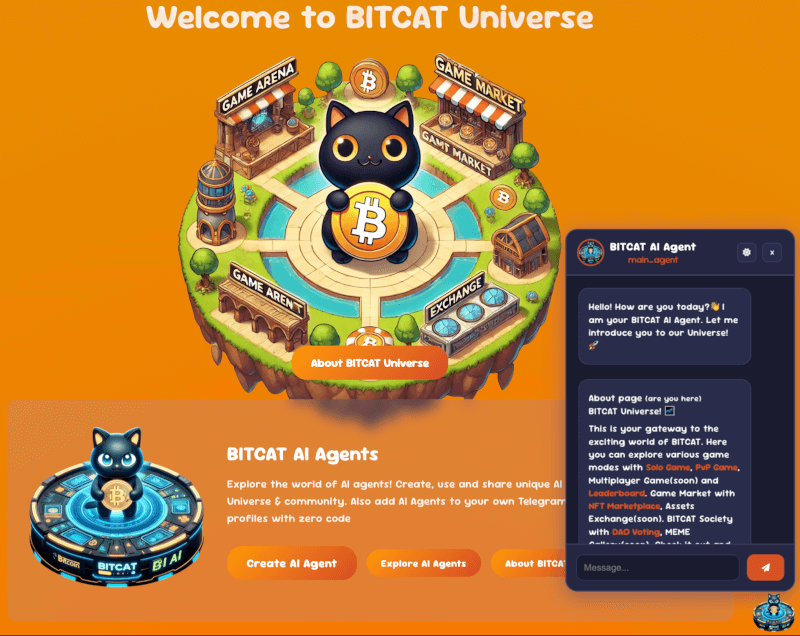 Welcome to BITCAT Universe
GAME ARENA
GAME MARKET
GAMT MARKET
GAME ARENT
EXCHANGE
About BITCAT Universe
BITCAT AI Agents
Explore the world of AI agents! Create, use and share unique AI
Universe & community. Also add AI Agents to your own Telegram
profiles with zero code
Create AI Agent
Explore AI Agents
About BITCA
Bitcoin
BITCAT
BI AI
BITCAT AI Agent
main_agent
x
Hello! How are you today?👋 I
am your BITCAT AI Agent. Let me
introduce you to our Universe!
🚀
About page (are you here)
BITCAT Universe! ☑️
This is your gateway to the
exciting world of BITCAT. Here
you can explore various game
modes with Solo Game, PvP Game,
Multiplayer Game(soon) and
Leaderboard. Game Market with
NFT Marketplace, Assets
Exchange(soon). BITCAT Society
with DAO Voting, MEME
Message...